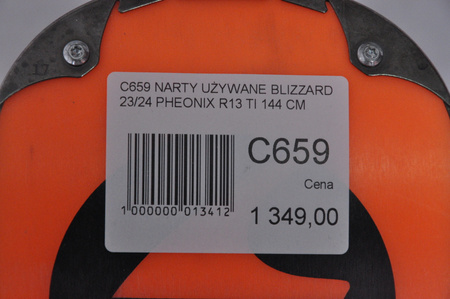 C659 NARTY UŻYWANE BLIZZARD
23/24 PHEONIX R13 TI 144 CM
C659
Cena
1 000000 013412
1 349,00
17